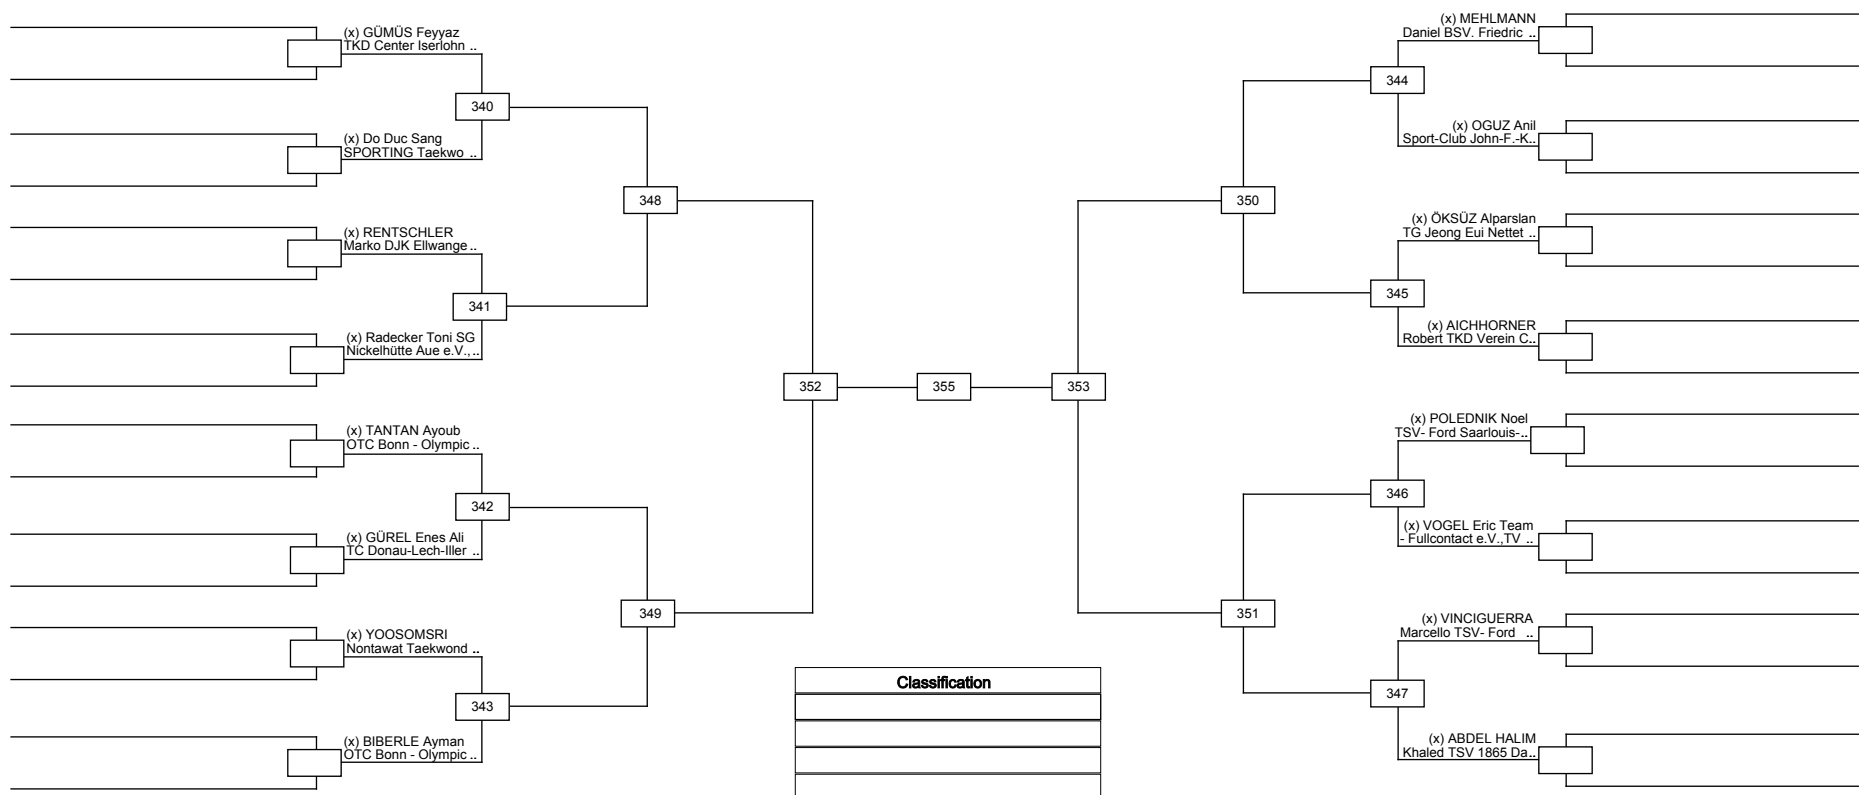 (x) GÜMÜS Feyyaz
TKD Center Iserlohn ..
340
(x) Do Duc Sang
SPORTING Taekwo ..
348
(x) RENTSCHLER
Marko DJK Ellwange ..
341
(x) Radecker Toni SG
Nickelhütte Aue e.V., ..
352
(x) TANTAN Ayoub
OTC Bonn - Olympic ..
342
(x) GÜREL Enes Ali
TC Donau-Lech-Iller ..
349
(x) YOOSOMSRI
Nontawat Taekwond ..
343
(x) BIBERLE Ayman
OTC Bonn - Olympic ..
355
353
(x) MEHLMANN
Daniel BSV. Friedric ..
344
(x) OGUZ Anil
Sport-Club John-F.-K..
350
(x) ÖKSÜZ Alparslan
TG Jeong Eui Nettet ..
345
(x) AICHHORNER
Robert TKD Verein C..
(x) POLEDNIK Noel
TSV- Ford Saarlouis-..
346
(x) VOGEL Eric Team
- Fullcontact e.V.,TV ..
351
(x) VINCIGUERRA
Marcello TSV- Ford ..
347
(x) ABDEL HALIM
Khaled TSV 1865 Da..
Classification